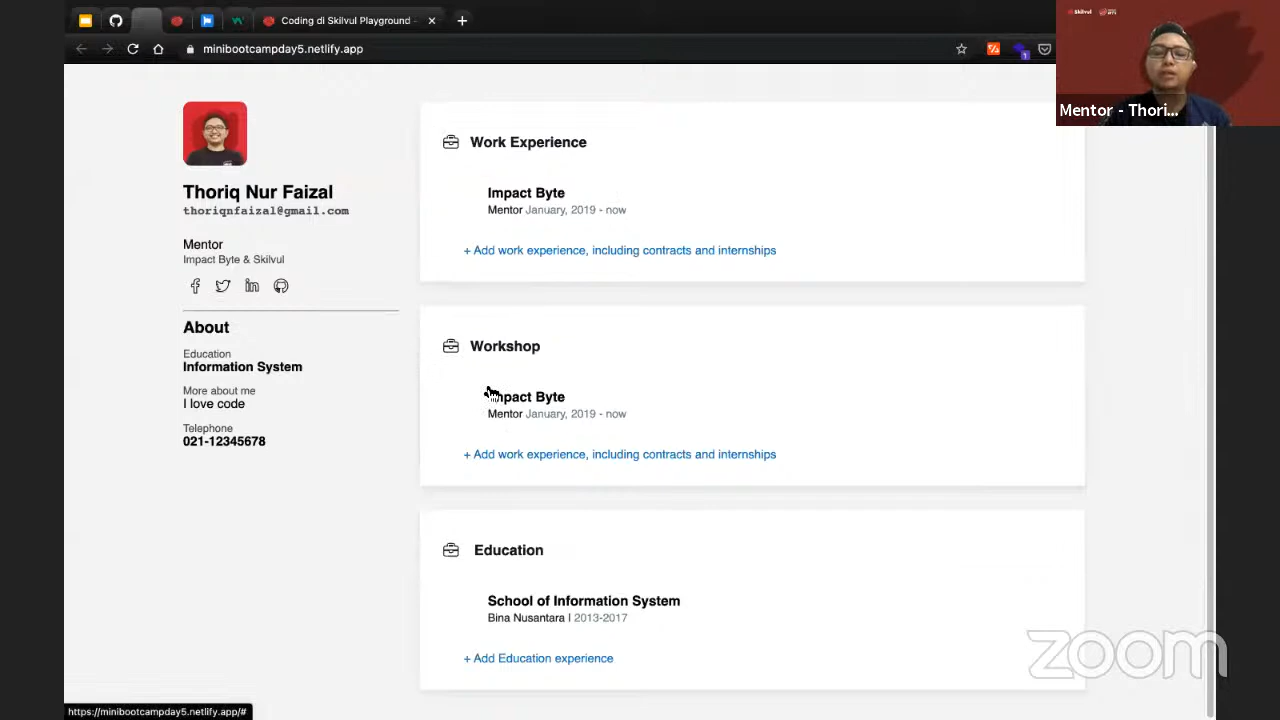 Coding di Skilvul Playground -
minibootcampday5.netlify.app
1
Skilvul
Mentor - Thori...
Thoriq Nur Faizal
thoriqnfaizal@gmail.com
Mentor
Impact Byte & Skilvul
About
Education
Information System
More about me
I love code
Telephone
021-12345678
Work Experience
Impact Byte
Mentor January, 2019 - now
+ Add work experience, including contracts and internships
Workshop
Impact Byte
Mentor January, 2019 - now
+ Add work experience, including contracts and internships
Education
School of Information System
Bina Nusantara | 2013-2017
+ Add Education experience
zoom
https://minibootcampday5.netlify.app/#